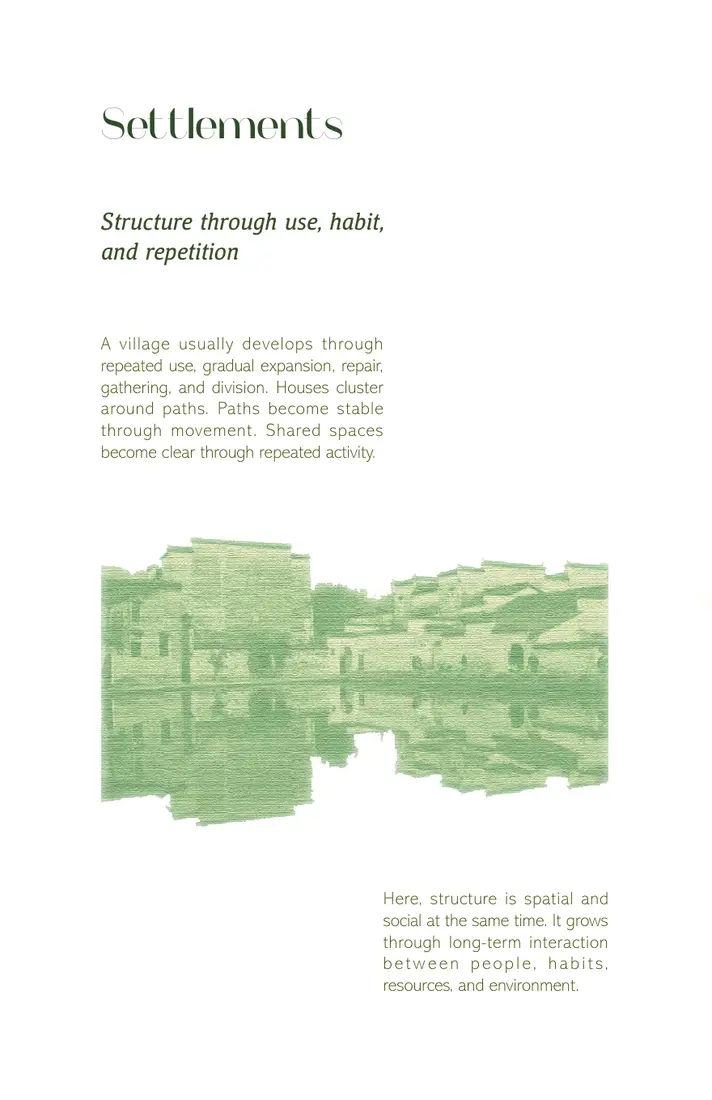 Settlements
Structure through use, habit,
and repetition
A village usually develops through
repeated use, gradual expansion, repair,
gathering, and division. Houses cluster
around paths. Paths become stable
through movement. Shared spaces
become clear through repeated activity.
Here, structure is spatial and
social at the same time. It grows
through long-term interaction
between people, habits,
resources, and environment.